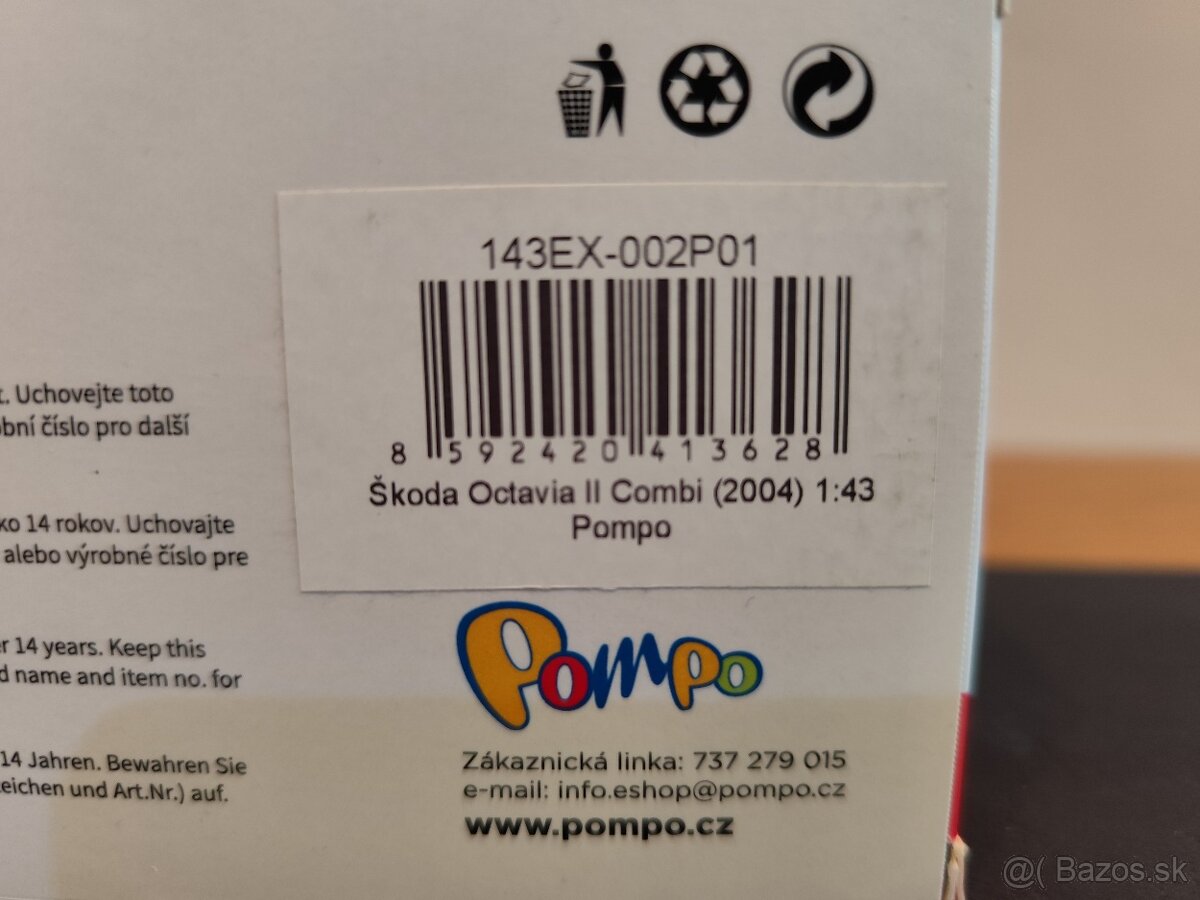 143EX-002P01
8 592420 413628
Škoda Octavia II Combi (2004) 1:43
Pompo
t. Uchovejte toto
obní číslo pro další
ko 14 rokov. Uchovajte
alebo výrobné číslo pre
er 14 years. Keep this
d name and item no. for
14 Jahren. Bewahren Sie
zeichen und Art.Nr.) auf.
Pompo
Zákaznická linka: 737 279 015
e-mail: info.eshop@pompo.cz
www.pompo.cz
@( Bazos.sk